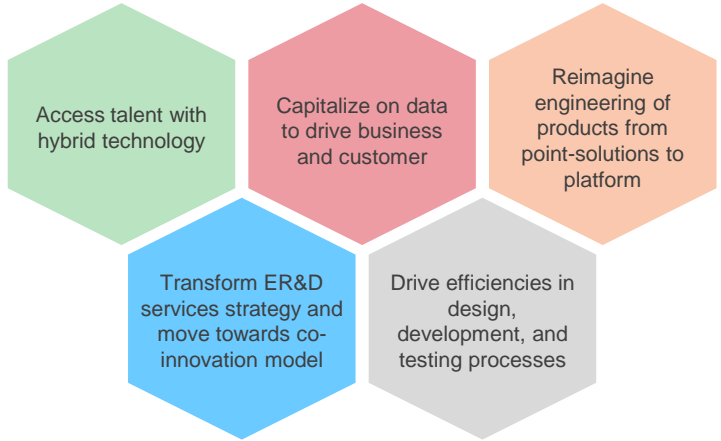 Access talent with
hybrid technology
Capitalize on data
to drive business
and customer
Reimagine
engineering of
products from
point-solutions to
platform
Transform ER&D
services strategy and
move towards co-
innovation model
Drive efficiencies in
design,
development, and
testing processes